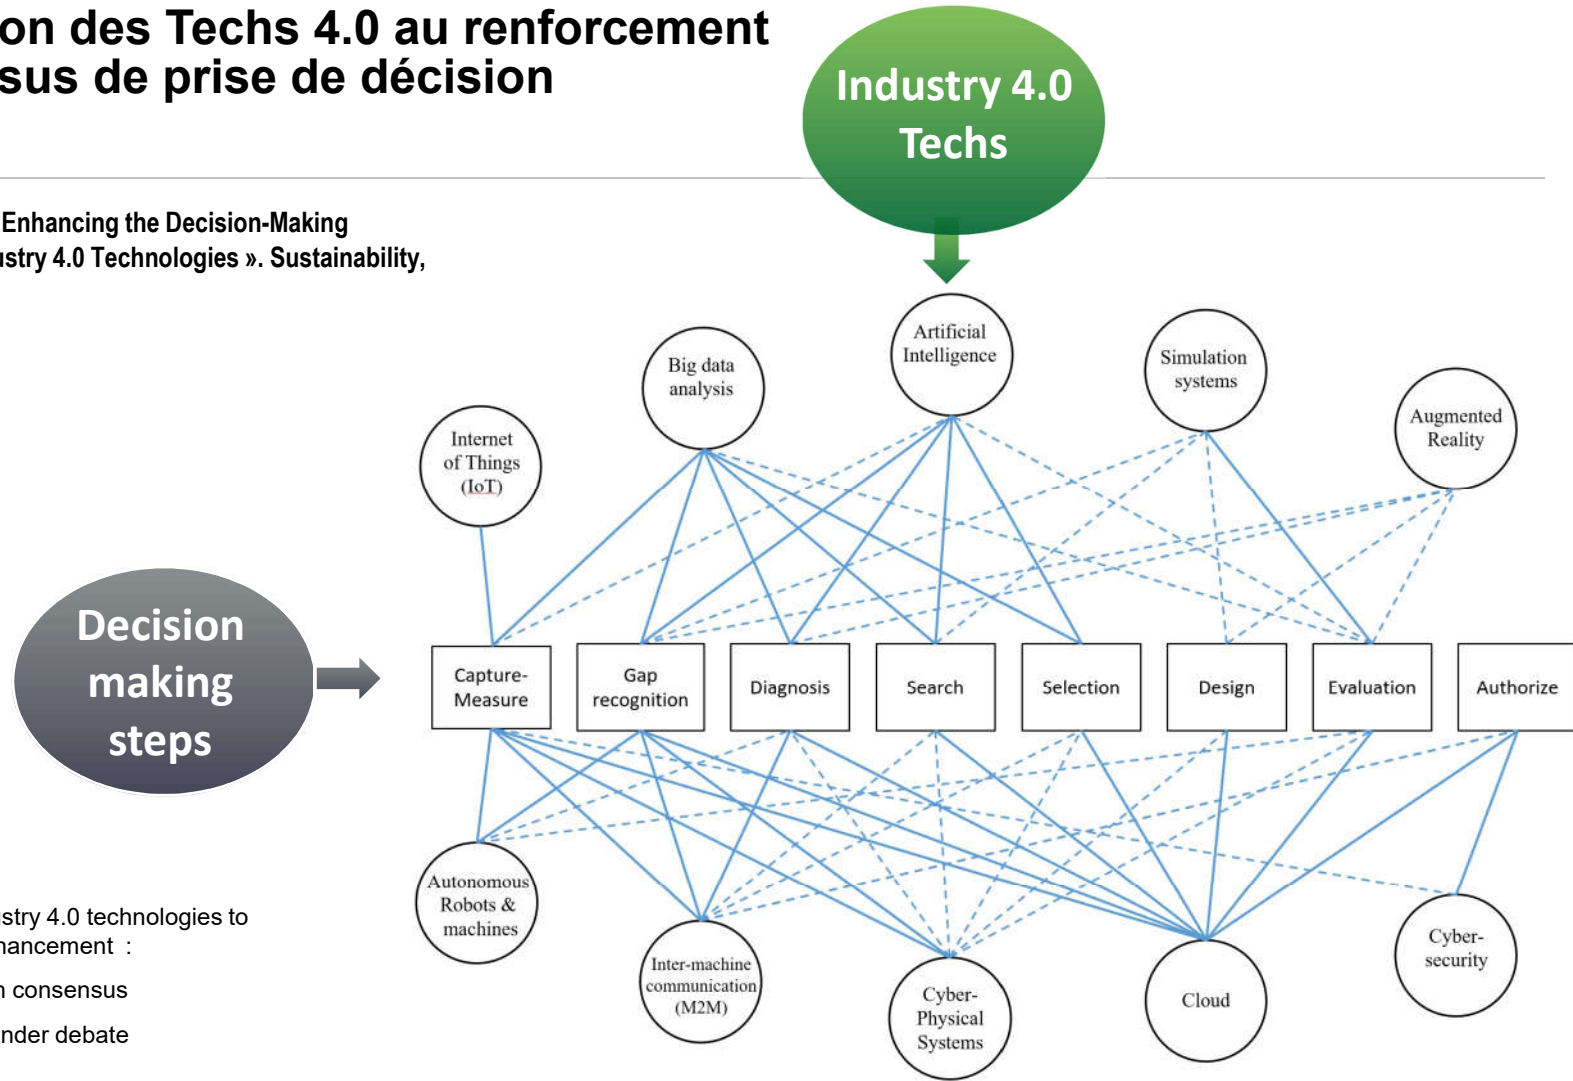 on des Techs 4.0 au renforcement
sus de prise de décision
Industry 4.0
Techs
Enhancing the Decision-Making
ustry 4.0 Technologies ». Sustainability,
Artificial
Intelligence
Simulation
systems
Big data
analysis
Augmented
Reality
Internet
of Things
(IoT)
Decision
making
steps
Capture-
Measure
Gap
recognition
Diagnosis
Search
Selection
Design
Evaluation
Authorize
Autonomous
Robots &
machines
Inter-machine
communication
(M2M)
Cyber-
Physical
Systems
Cloud
Cyber-
security
ustry 4.0 technologies to
hancement :
n consensus
nder debate